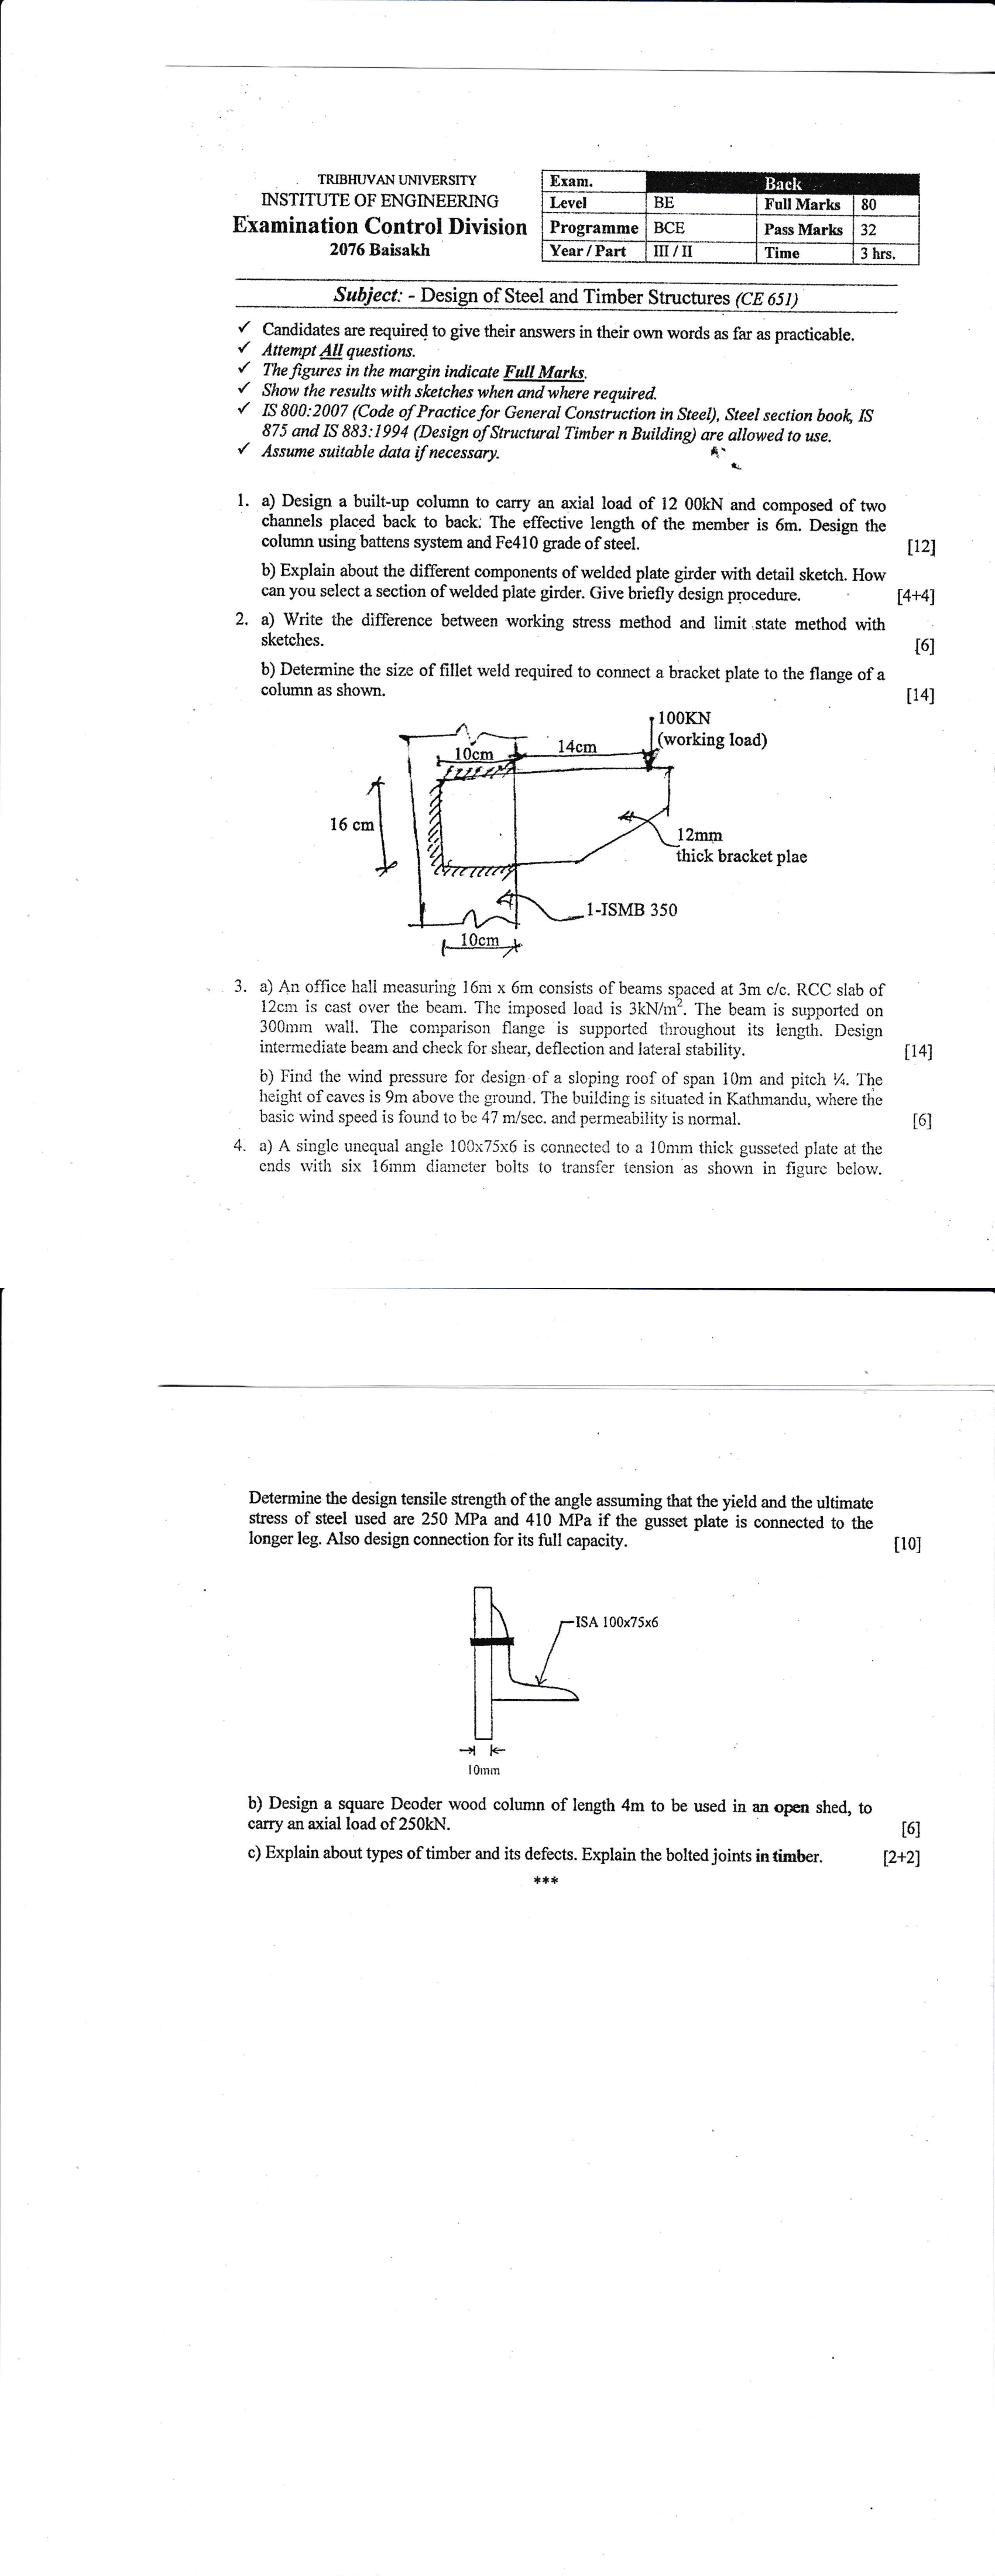 TRIBHUVAN UNIVERSITY
INSTITUTE OF ENGINEERING
Examination Control Division
2076 Baisakh
Exam. Back
Level BE Full Marks 80
Programme BCE Pass Marks 32
Year / Part III / II Time 3 hrs.
Subject: - Design of Steel and Timber Structures (CE 651)
✓ Candidates are required to give their answers in their own words as far as practicable.
✓ Attempt All questions.
✓ The figures in the margin indicate Full Marks.
✓ Show the results with sketches when and where required.
✓ IS 800:2007 (Code of Practice for General Construction in Steel), Steel section book, IS
875 and IS 883:1994 (Design of Structural Timber n Building) are allowed to use.
✓ Assume suitable data if necessary.
1. a) Design a built-up column to carry an axial load of 12 00kN and composed of two
channels placed back to back. The effective length of the member is 6m. Design the
column using battens system and Fe410 grade of steel. [12]
b) Explain about the different components of welded plate girder with detail sketch. How
can you select a section of welded plate girder. Give briefly design procedure. [4+4]
2. a) Write the difference between working stress method and limit state method with
sketches. [6]
b) Determine the size of fillet weld required to connect a bracket plate to the flange of a
column as shown. [14]
100KN
(working load)
10cm
14cm
16 cm
12mm
thick bracket plae
1-ISMB 350
10cm
3. a) An office hall measuring 16m x 6m consists of beams spaced at 3m c/c. RCC slab of
12cm is cast over the beam. The imposed load is 3kN/m². The beam is supported on
300mm wall. The comparison flange is supported throughout its length. Design
intermediate beam and check for shear, deflection and lateral stability. [14]
b) Find the wind pressure for design of a sloping roof of span 10m and pitch ¼. The
height of eaves is 9m above the ground. The building is situated in Kathmandu, where the
basic wind speed is found to be 47 m/sec. and permeability is normal. [6]
4. a) A single unequal angle 100x75x6 is connected to a 10mm thick gusseted plate at the
ends with six 16mm diameter bolts to transfer tension as shown in figure below.
Determine the design tensile strength of the angle assuming that the yield and the ultimate
stress of steel used are 250 MPa and 410 MPa if the gusset plate is connected to the
longer leg. Also design connection for its full capacity. [10]
ISA 100x75x6
10mm
b) Design a square Deoder wood column of length 4m to be used in an open shed, to
carry an axial load of 250kN. [6]
c) Explain about types of timber and its defects. Explain the bolted joints in timber. [2+2]
***